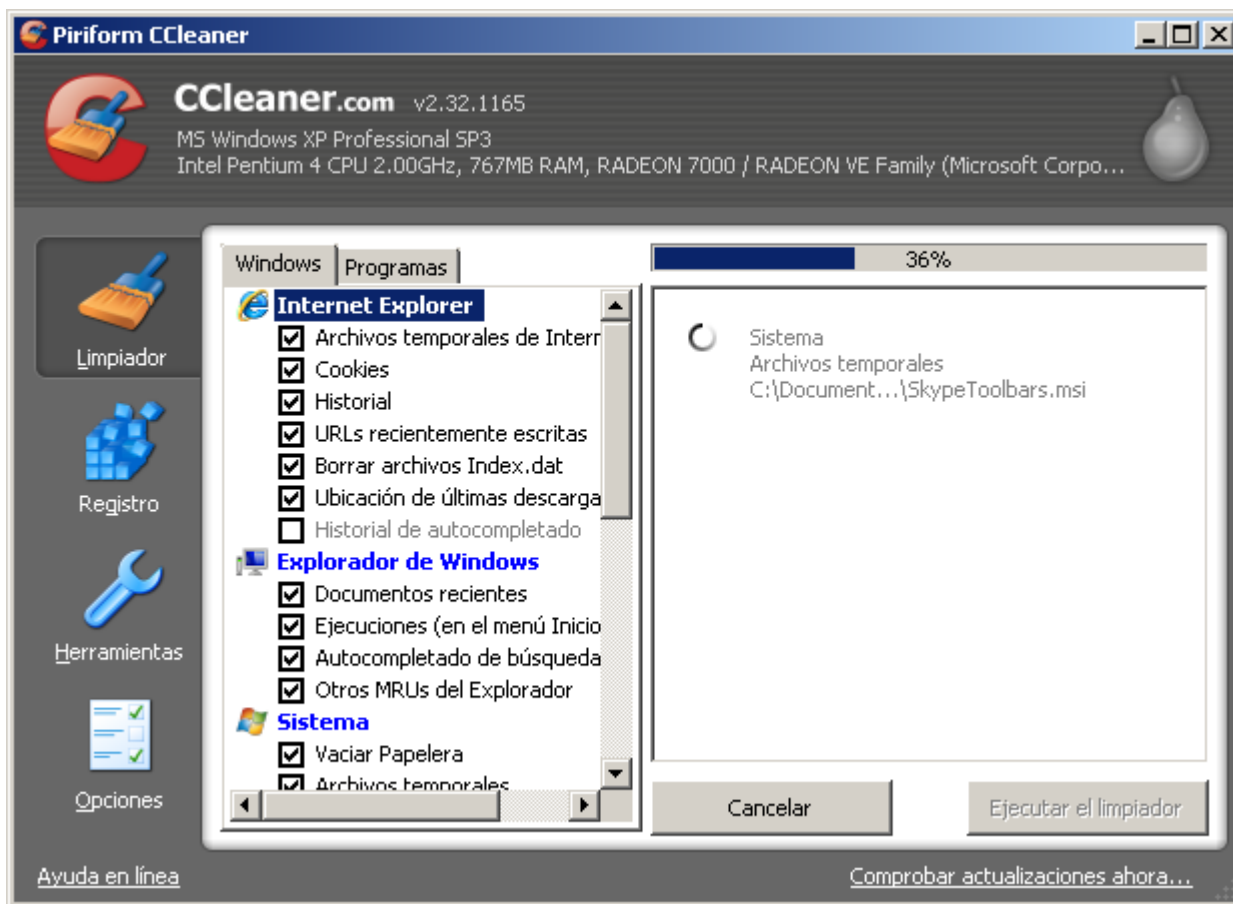 Piriform CCleaner
CCleaner.com v2.32.1165
MS Windows XP Professional SP3
Intel Pentium 4 CPU 2.00GHz, 767MB RAM, RADEON 7000 / RADEON VE Family (Microsoft Corpo...
Limpiador
Registro
Herramientas
Opciones
Windows
Programas
Internet Explorer
Archivos temporales de Interr
Cookies
Historial
URLs recientemente escritas
Borrar archivos Index.dat
Ubicación de últimas descarga
Historial de autocompletado
Explorador de Windows
Documentos recientes
Ejecuciones (en el menú Inicio
Autocompletado de búsqueda
Otros MRUs del Explorador
Sistema
Vaciar Papelera
Archivos temporales
36%
Sistema
Archivos temporales
C:\Document...\SkypeToolbars.msi
Cancelar
Ejecutar el limpiador
Ayuda en línea
Comprobar actualizaciones ahora...